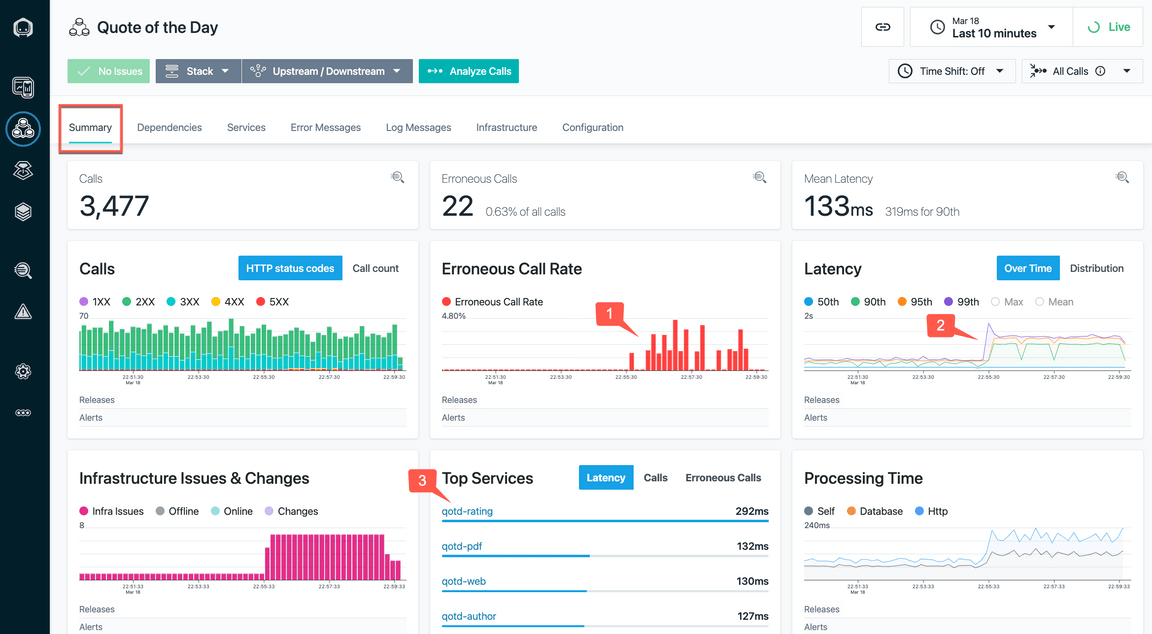 Quote of the Day
Mar 18
Last 10 minutes
Live
No Issues
Stack
Upstream / Downstream
Analyze Calls
Time Shift: Off
All Calls
Summary
Dependencies
Services
Error Messages
Log Messages
Infrastructure
Configuration
Calls
3,477
Erroneous Calls
22 0.63% of all calls
Mean Latency
133ms 319ms for 90th
Calls
HTTP status codes
Call count
1XX 2XX 3XX 4XX 5XX
70
22:51:30 22:53:30 22:55:30 22:57:30 22:59:30
Mar 18
Releases
Alerts
Erroneous Call Rate
Erroneous Call Rate
4.80%
1
22:51:30 22:53:30 22:55:30 22:57:30 22:59:30
Mar 18
Releases
Alerts
Latency
Over Time
Distribution
50th 90th 95th 99th Max Mean
2s
2
22:51:30 22:53:30 22:55:30 22:57:30 22:59:30
Mar 18
Releases
Alerts
Infrastructure Issues & Changes
Infra Issues Offline Online Changes
8
22:51:33 22:53:33 22:55:33 22:57:33 22:59:33
Mar 18
Releases
Alerts
3
Top Services
Latency
Calls
Erroneous Calls
qotd-rating 292ms
qotd-pdf 132ms
qotd-web 130ms
qotd-author 127ms
Processing Time
Self Database Http
240ms
22:51:33 22:53:33 22:55:33 22:57:33 22:59:33
Mar 18
Releases
Alerts